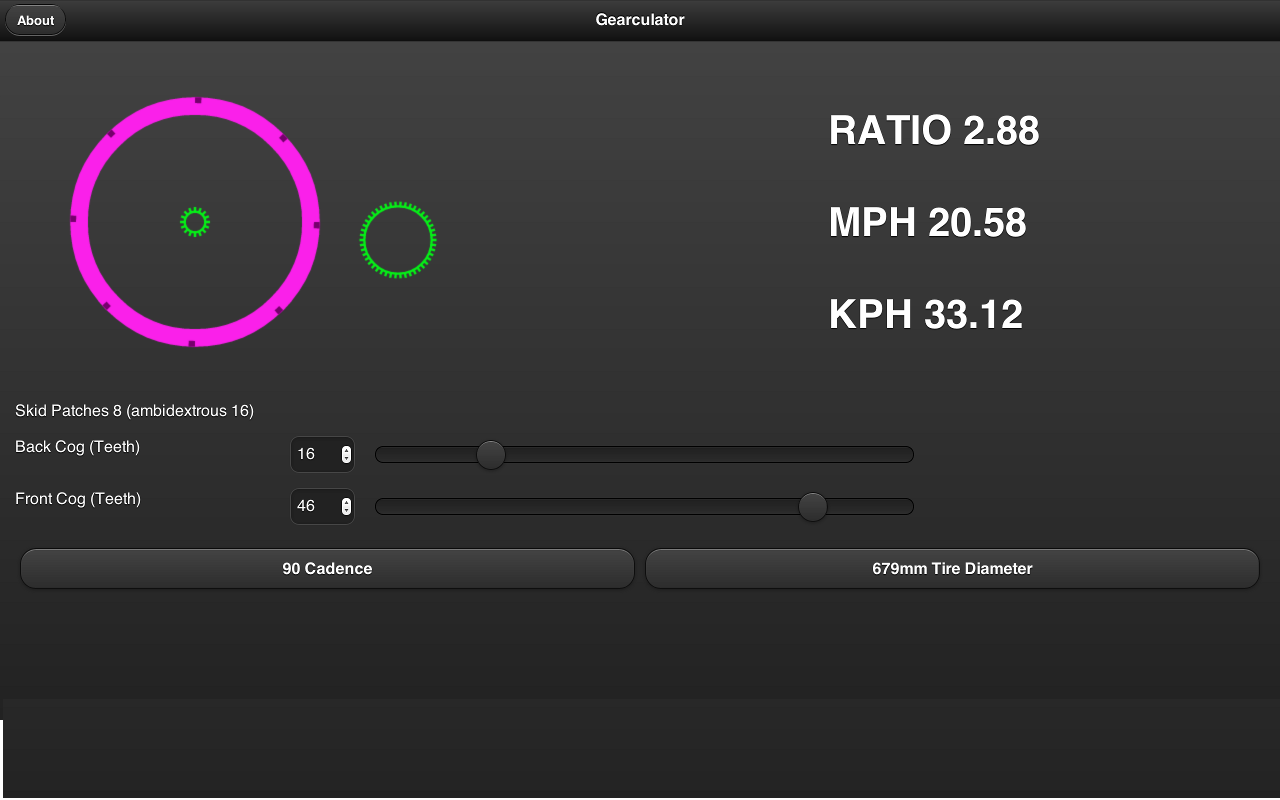 About
Gearculator
RATIO 2.88
MPH 20.58
KPH 33.12
Skid Patches 8 (ambidextrous 16)
Back Cog (Teeth)
16
Front Cog (Teeth)
46
90 Cadence
679mm Tire Diameter